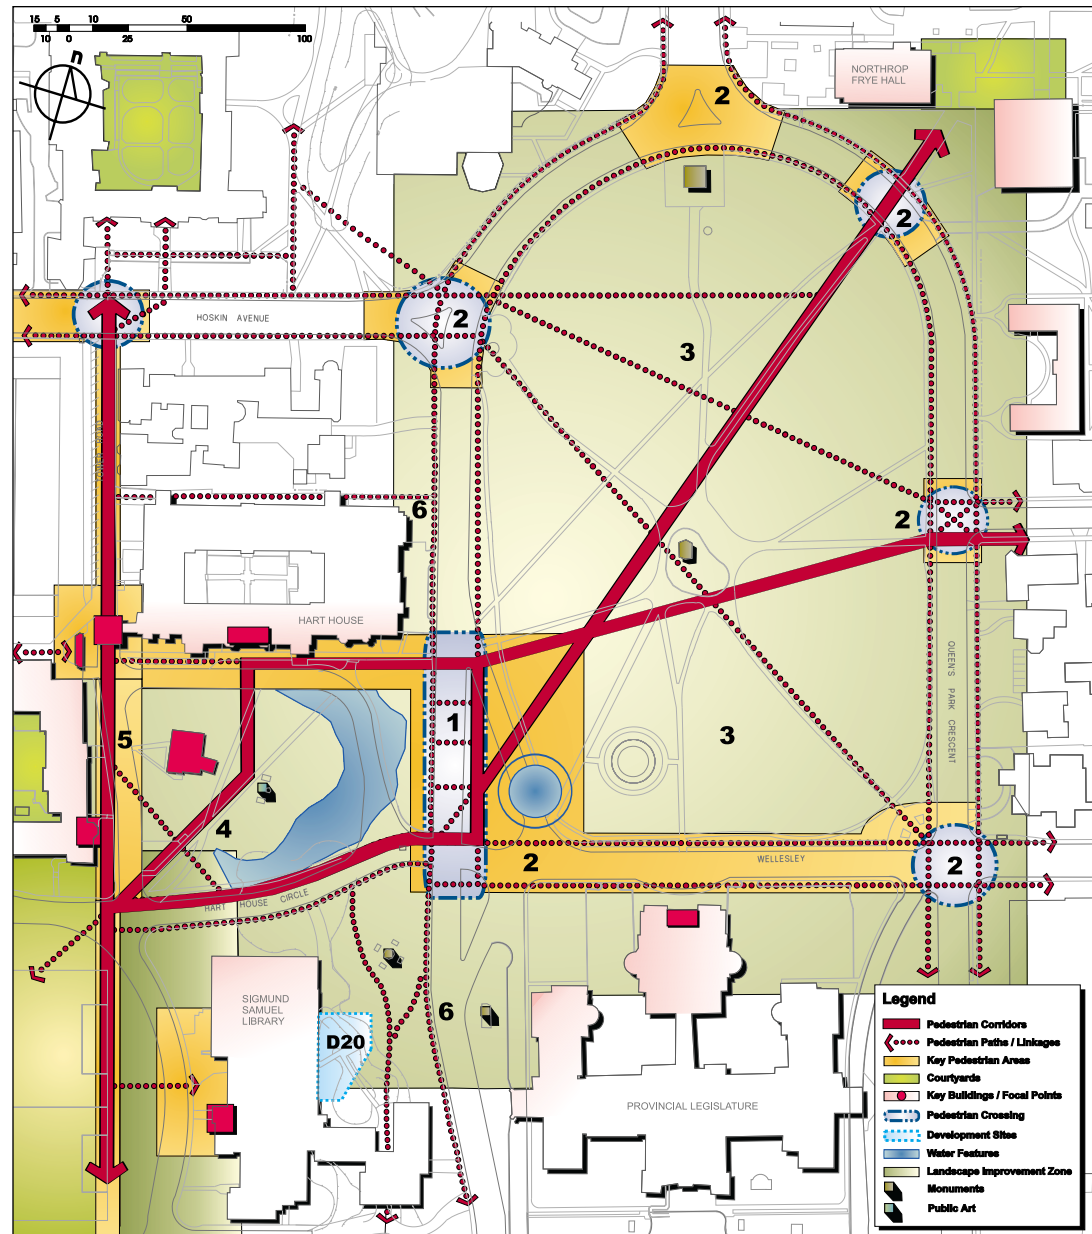 15 5 50
10 0 25 100
n
NORTHROP
FRYE HALL
2
2
2
HOSKIN AVENUE
3
6
2
HART HOUSE
QUEEN'S PARK CRESCENT
1
5
3
4
2
WELLESLEY
2
HART HOUSE CIRCLE
SIGMUND
SAMUEL
LIBRARY
6
D20
PROVINCIAL LEGISLATURE
Legend
Pedestrian Corridors
Pedestrian Paths / Linkages
Key Pedestrian Areas
Courtyards
Key Buildings / Focal Points
Pedestrian Crossing
Development Sites
Water Features
Landscape Improvement Zone
Monuments
Public Art